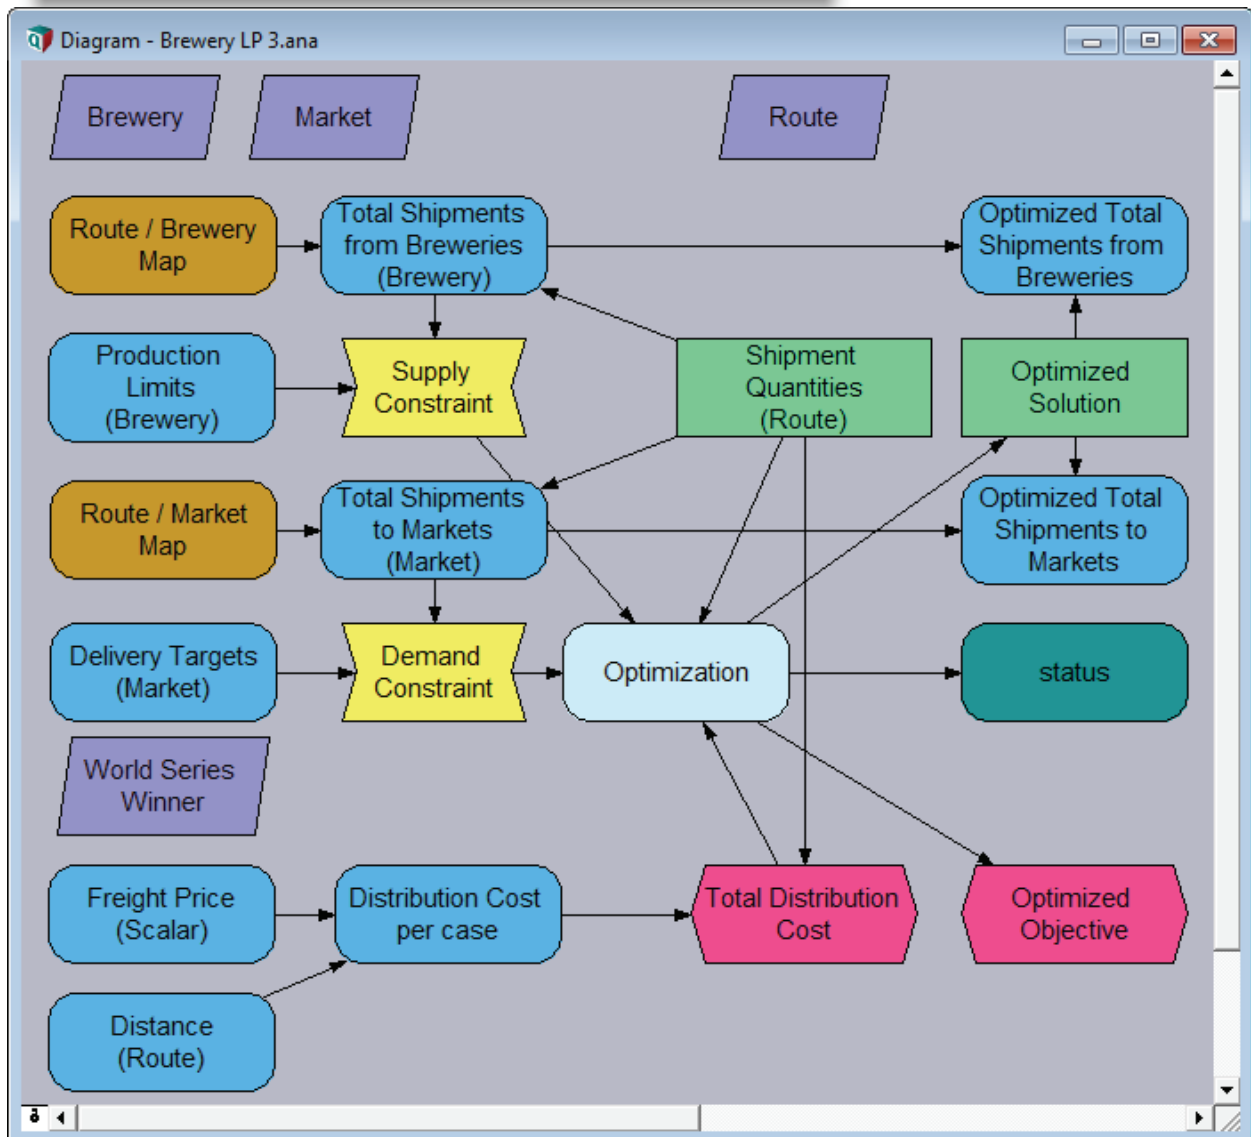 Diagram - Brewery LP 3.ana
Brewery
Market
Route
Route / Brewery
Map
Total Shipments
from Breweries
(Brewery)
Optimized Total
Shipments from
Breweries
Production
Limits
(Brewery)
Supply
Constraint
Shipment
Quantities
(Route)
Optimized
Solution
Route / Market
Map
Total Shipments
to Markets
(Market)
Optimized Total
Shipments to
Markets
Delivery Targets
(Market)
Demand
Constraint
Optimization
status
World Series
Winner
Freight Price
(Scalar)
Distribution Cost
per case
Total Distribution
Cost
Optimized
Objective
Distance
(Route)